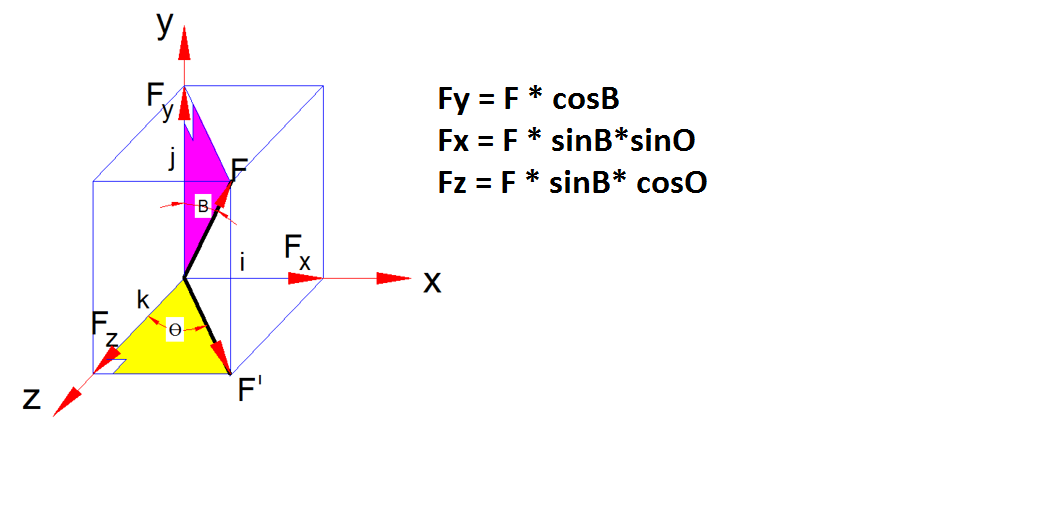 y
Fy
j
F
B
Fx
i
x
k
Fz
Θ
F'
z
Fy = F * cosB
Fx = F * sinB*sinO
Fz = F * sinB* cosO